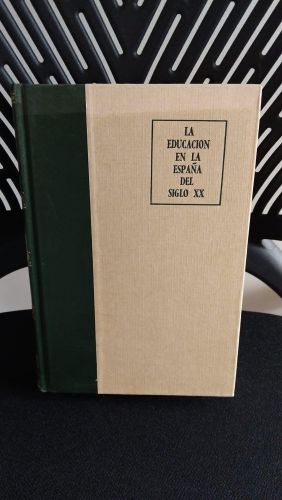 LA
EDUCACION
EN LA
ESPAÑA
DEL
SIGLO XX